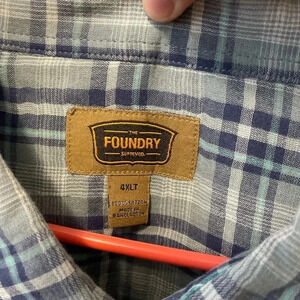 THE
FOUNDRY
SUPPLY CO.
4XLT
MADE IN
BANGLADESH